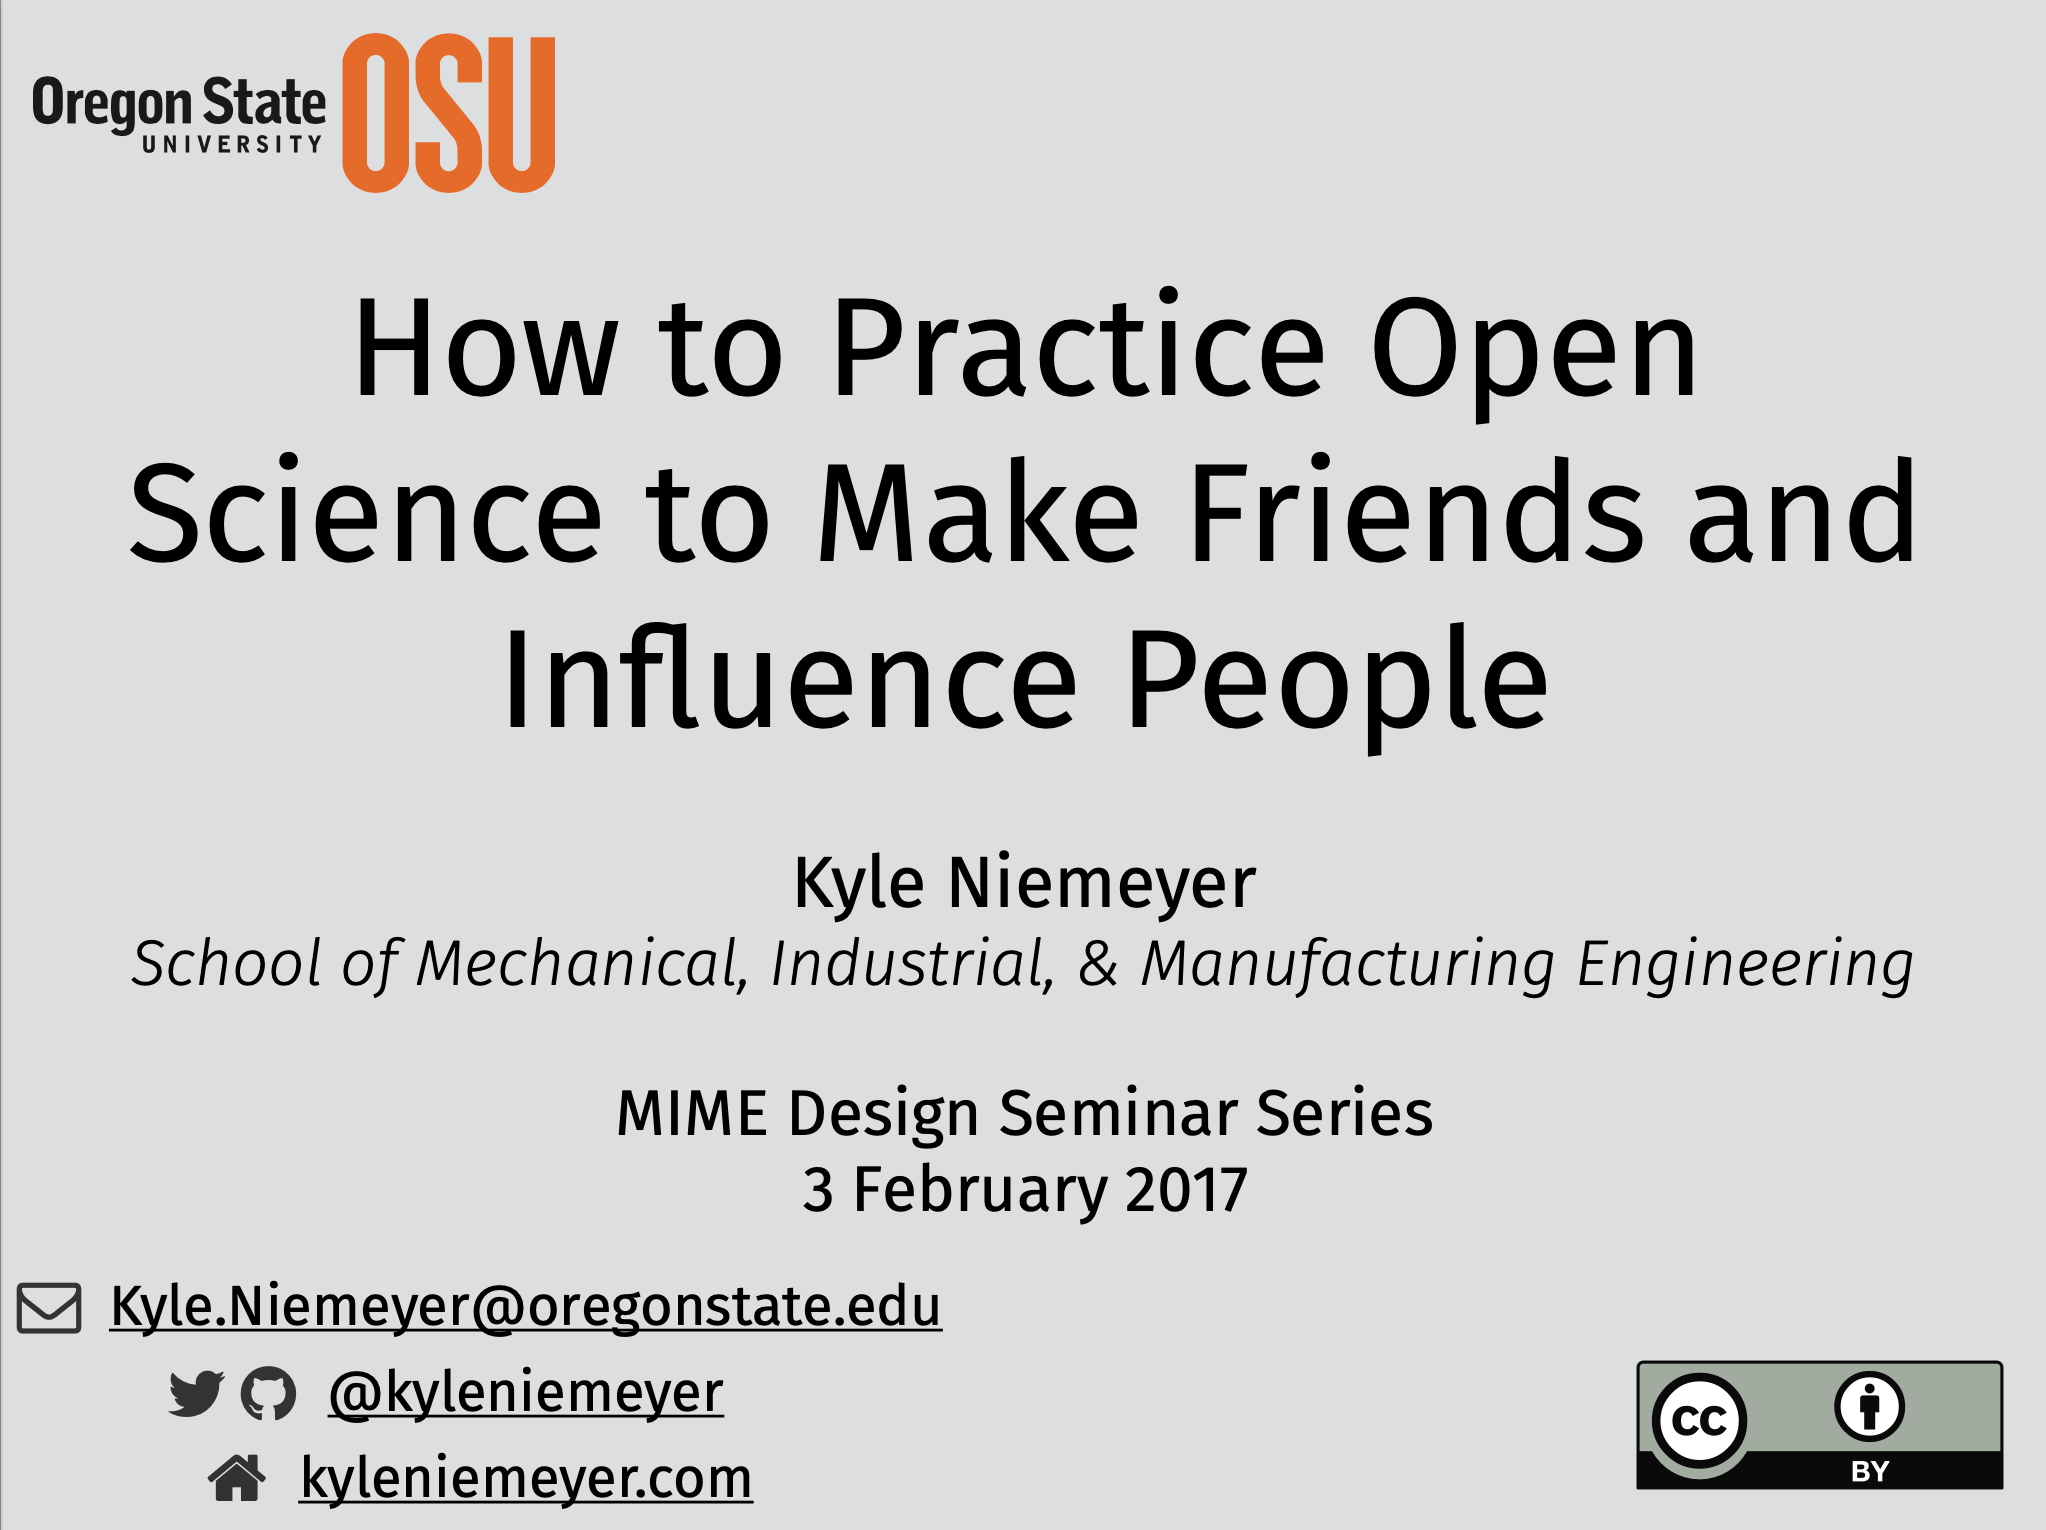 Oregon State
UNIVERSITY
OSU
How to Practice Open
Science to Make Friends and
Influence People
Kyle Niemeyer
School of Mechanical, Industrial, & Manufacturing Engineering
MIME Design Seminar Series
3 February 2017
Kyle.Niemeyer@oregonstate.edu
@kyleniemeyer
kyleniemeyer.com
CC
BY